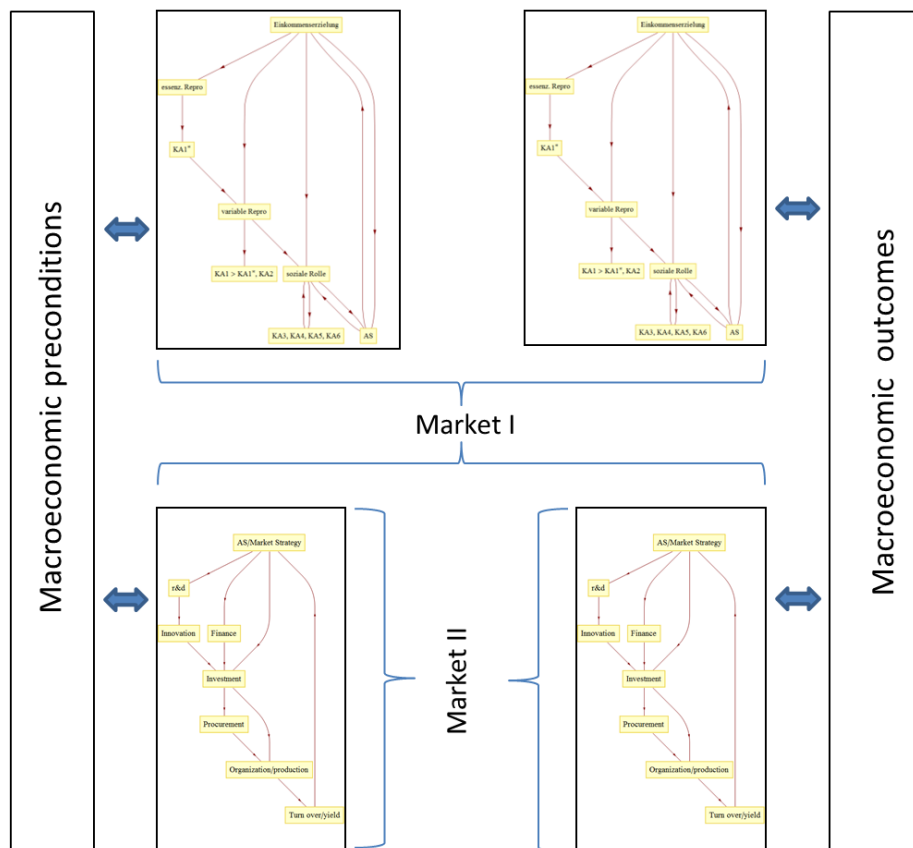 Macroeconomic preconditions
Einkommenserzielung
essenz. Repro
KA1*
variable Repro
KA1 > KA1*, KA2
soziale Rolle
KA3, KA4, KA5, KA6
AS
Einkommenserzielung
essenz. Repro
KA1*
variable Repro
KA1 > KA1*, KA2
soziale Rolle
KA3, KA4, KA5, KA6
AS
Macroeconomic outcomes
Market I
AS/Market Strategy
r&d
Innovation
Finance
Investment
Procurement
Organization/production
Turn over/yield
Market II
AS/Market Strategy
r&d
Innovation
Finance
Investment
Procurement
Organization/production
Turn over/yield